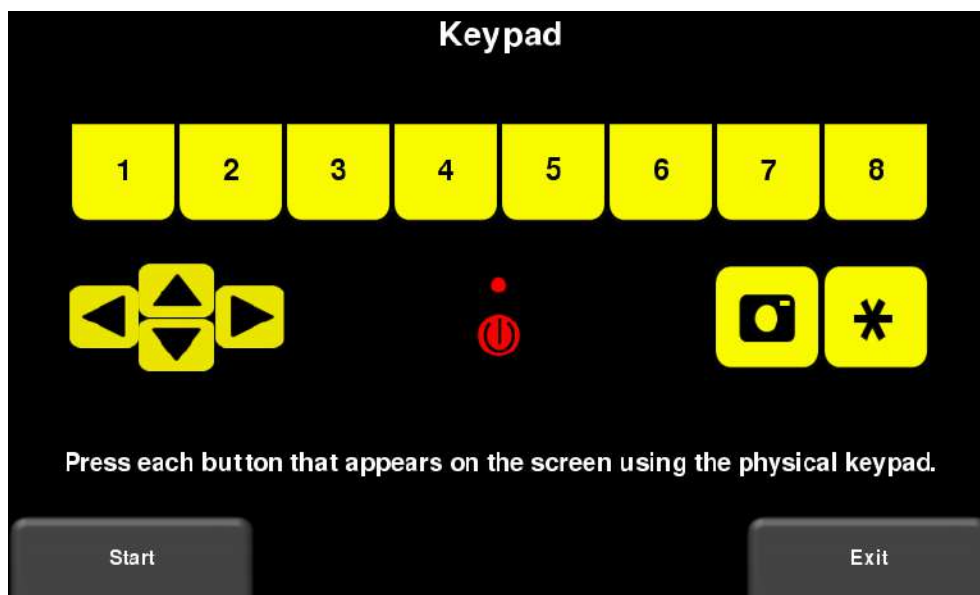 Keypad
1 2 3 4 5 6 7 8
*
Press each button that appears on the screen using the physical keypad.
Start Exit